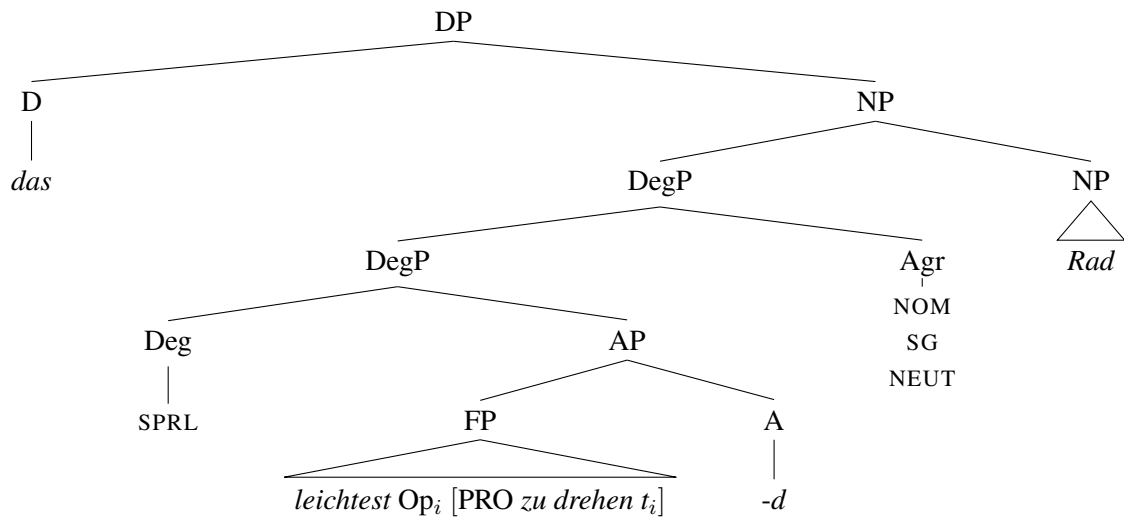 DP
D NP
das DegP NP
DegP Agr Rad
NOM
Deg AP SG
NEUT
SPRL FP A
leichtest Opᵢ [PRO zu drehen tᵢ] -d